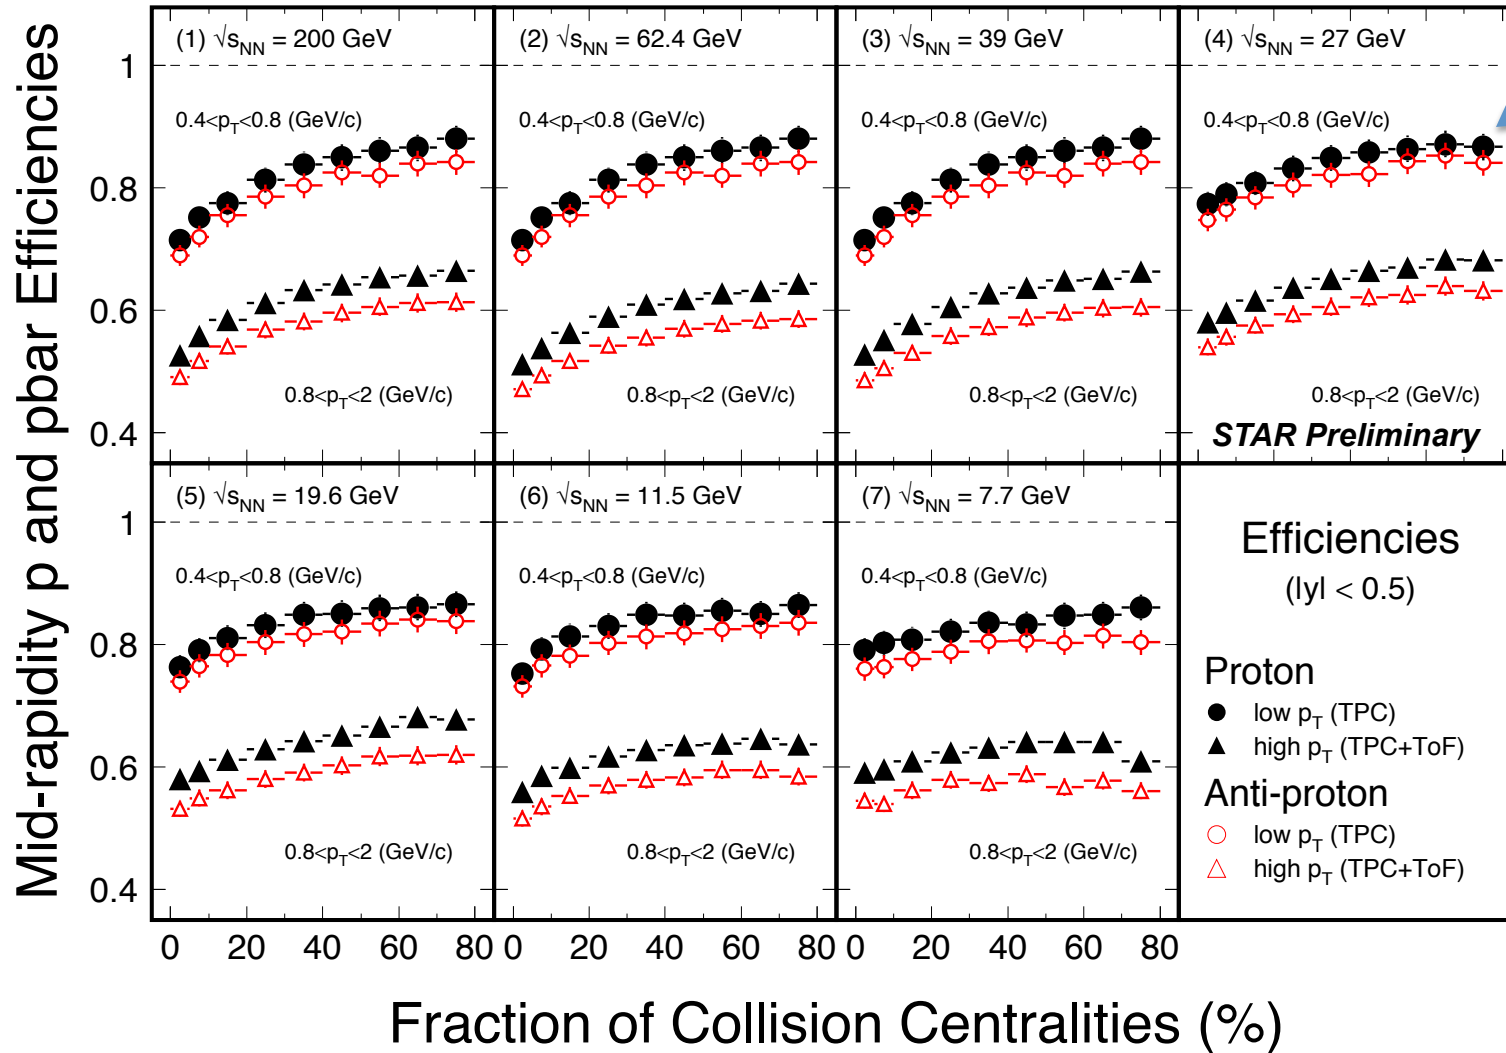 Mid-rapidity p and pbar Efficiencies
(1) √sNN = 200 GeV
(2) √sNN = 62.4 GeV
(3) √sNN = 39 GeV
(4) √sNN = 27 GeV
1
0.4<pT<0.8 (GeV/c)
0.4<pT<0.8 (GeV/c)
0.4<pT<0.8 (GeV/c)
0.4<pT<0.8 (GeV/c)
0.8
0.6
0.8<pT<2 (GeV/c)
0.8<pT<2 (GeV/c)
0.8<pT<2 (GeV/c)
0.8<pT<2 (GeV/c)
0.4
STAR Preliminary
(5) √sNN = 19.6 GeV
(6) √sNN = 11.5 GeV
(7) √sNN = 7.7 GeV
1
0.4<pT<0.8 (GeV/c)
0.4<pT<0.8 (GeV/c)
0.4<pT<0.8 (GeV/c)
0.8
0.6
0.8<pT<2 (GeV/c)
0.8<pT<2 (GeV/c)
0.8<pT<2 (GeV/c)
0.4
Efficiencies
(|y| < 0.5)
Proton
low pT (TPC)
high pT (TPC+ToF)
Anti-proton
low pT (TPC)
high pT (TPC+ToF)
0 20 40 60 80
0 20 40 60 80
0 20 40 60 80
Fraction of Collision Centralities (%)